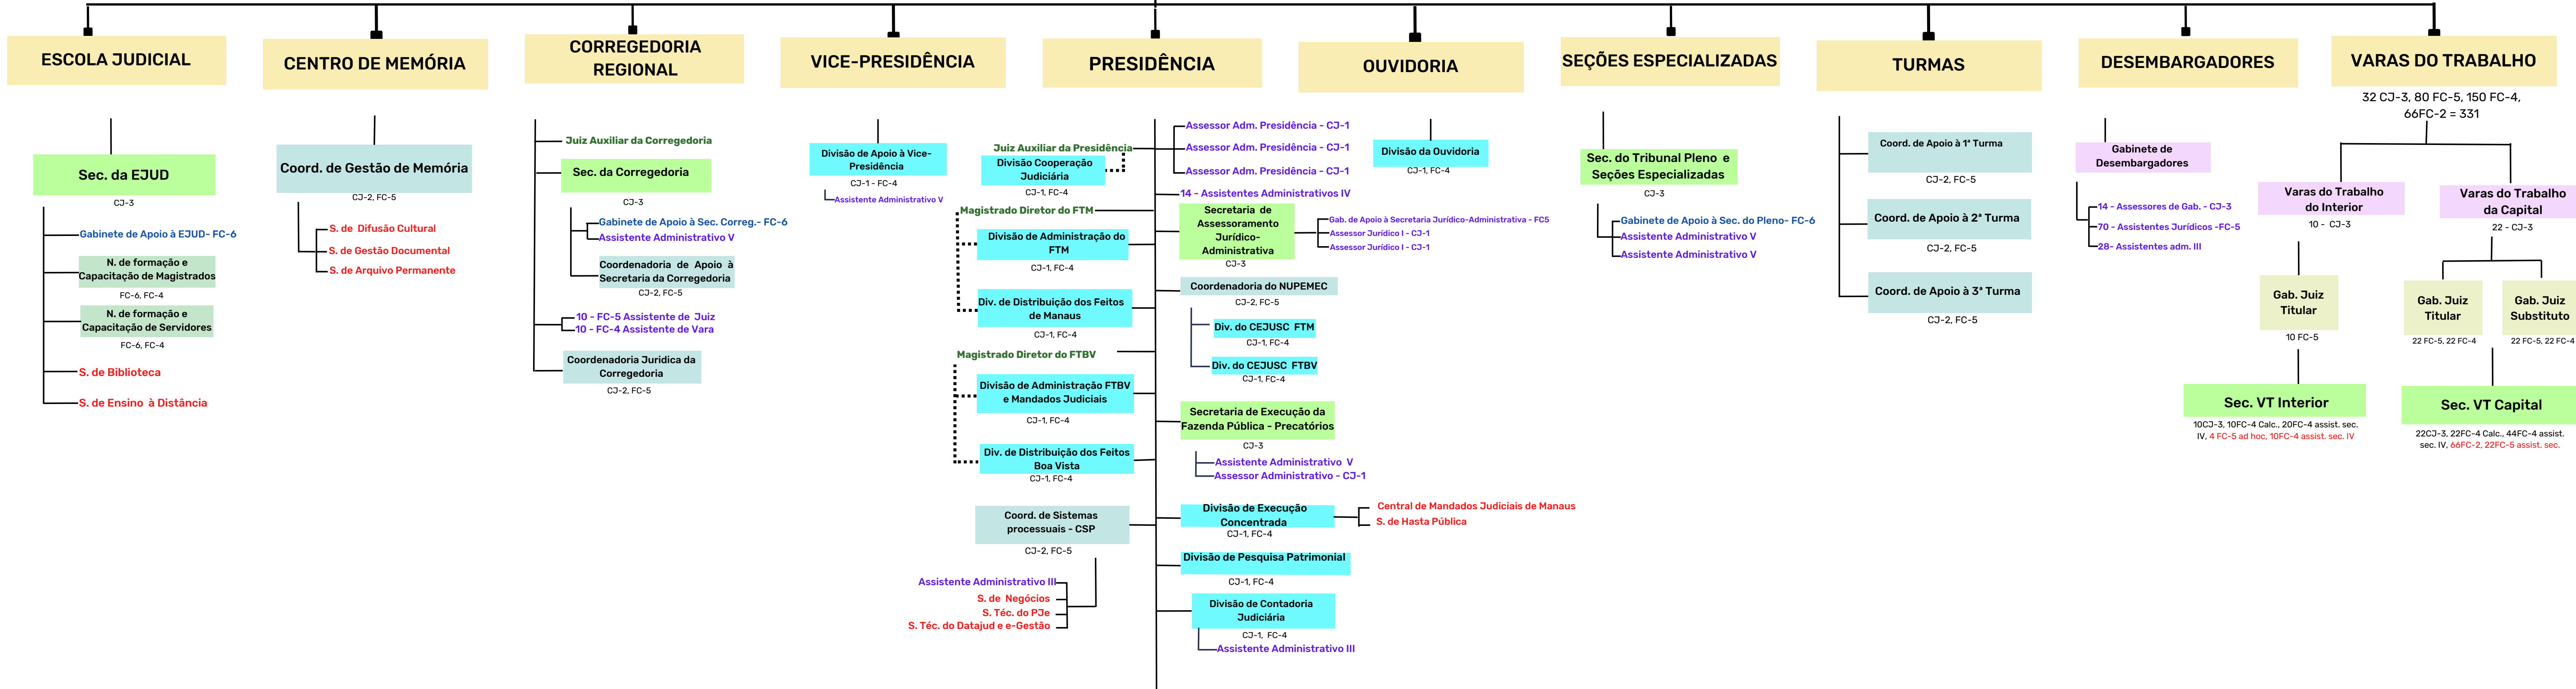 ESCOLA JUDICIAL
Sec. da EJUD
CJ-3
Gabinete de Apoio à EJUD- FC-6
N. de formação e
Capacitação de Magistrados
FC-6, FC-4
N. de formação e
Capacitação de Servidores
FC-6, FC-4
S. de Biblioteca
S. de Ensino à Distância
CENTRO DE MEMÓRIA
Coord. de Gestão de Memória
CJ-2, FC-5
S. de Difusão Cultural
S. de Gestão Documental
S. de Arquivo Permanente
CORREGEDORIA
REGIONAL
Juiz Auxiliar da Corregedoria
Sec. da Corregedoria
CJ-3
Gabinete de Apoio à Sec. Correg.- FC-6
Assistente Administrativo V
Coordenadoria de Apoio à
Secretaria da Corregedoria
CJ-2, FC-5
10 - FC-5 Assistente de Juiz
10 - FC-4 Assistente de Vara
Coordenadoria Juridica da
Corregedoria
CJ-2, FC-5
VICE-PRESIDÊNCIA
Divisão de Apoio à Vice-
Presidência
CJ-1 - FC-4
Assistente Administrativo V
PRESIDÊNCIA
Juiz Auxiliar da Presidência
Divisão Cooperação
Judiciária
CJ-1, FC-4
Magistrado Diretor do FTM
Divisão de Administração do
FTM
CJ-1, FC-4
Div. de Distribuição dos Feitos
de Manaus
CJ-1, FC-4
Magistrado Diretor do FTBV
Divisão de Administração FTBV
e Mandados Judiciais
CJ-1, FC-4
Div. de Distribuição dos Feitos
Boa Vista
CJ-1, FC-4
Coord. de Sistemas
processuais - CSP
CJ-2, FC-5
Assistente Administrativo III
S. de Negócios
S. Téc. do PJe
S. Téc. do Datajud e e-Gestão
Assessor Adm. Presidência - CJ-1
Assessor Adm. Presidência - CJ-1
Assessor Adm. Presidência - CJ-1
14 - Assistentes Administrativos IV
Secretaria de
Assessoramento
Jurídico-
Administrativa
CJ-3
Gab. de Apoio à Secretaria Jurídico-Administrativa - FC5
Assessor Jurídico I - CJ-1
Assessor Jurídico I - CJ-1
Coordenadoria do NUPEMEC
CJ-2, FC-5
Div. do CEJUSC FTM
CJ-1, FC-4
Div. do CEJUSC FTBV
CJ-1, FC-4
Secretaria de Execução da
Fazenda Pública - Precatórios
CJ-3
Assistente Administrativo V
Assessor Administrativo - CJ-1
Divisão de Execução
Concentrada
CJ-1, FC-4
Central de Mandados Judiciais de Manaus
S. de Hasta Pública
Divisão de Pesquisa Patrimonial
CJ-1, FC-4
Divisão de Contadoria
Judiciária
CJ-1, FC-4
Assistente Administrativo III
OUVIDORIA
Divisão da Ouvidoria
CJ-1, FC-4
SEÇÕES ESPECIALIZADAS
Sec. do Tribunal Pleno e
Seções Especializadas
CJ-3
Gabinete de Apoio à Sec. do Pleno- FC-6
Assistente Administrativo V
Assistente Administrativo V
TURMAS
Coord. de Apoio à 1ª Turma
CJ-2, FC-5
Coord. de Apoio à 2ª Turma
CJ-2, FC-5
Coord. de Apoio à 3ª Turma
CJ-2, FC-5
DESEMBARGADORES
Gabinete de
Desembargadores
14 - Assessores de Gab. - CJ-3
70 - Assistentes Jurídicos -FC-5
28- Assistentes adm. III
VARAS DO TRABALHO
32 CJ-3, 80 FC-5, 150 FC-4,
66FC-2 = 331
Varas do Trabalho
do Interior
10 - CJ-3
Gab. Juiz
Titular
10 FC-5
Sec. VT Interior
10CJ-3, 10FC-4 Calc., 20FC-4 assist. sec.
IV, 4 FC-5 ad hoc, 10FC-4 assist. sec. IV
Varas do Trabalho
da Capital
22 - CJ-3
Gab. Juiz
Titular
22 FC-5, 22 FC-4
Gab. Juiz
Substituto
22 FC-5, 22 FC-4
Sec. VT Capital
22CJ-3, 22FC-4 Calc., 44FC-4 assist.
sec. IV, 66FC-2, 22FC-5 assist. sec.